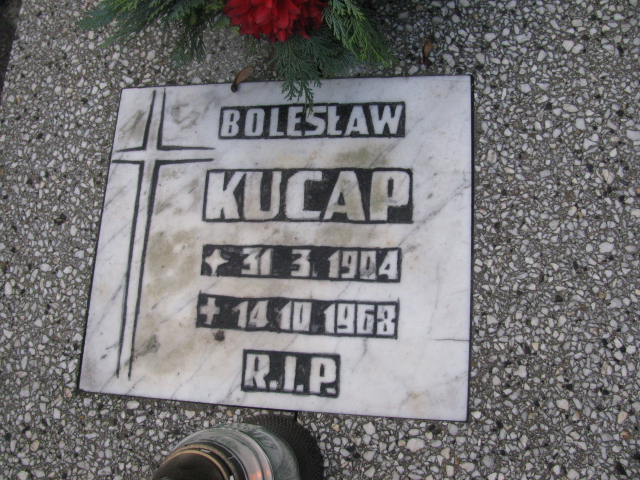 BOLESŁAW
KUCAP
31.3.1904
14.10.1968
R.I.P.